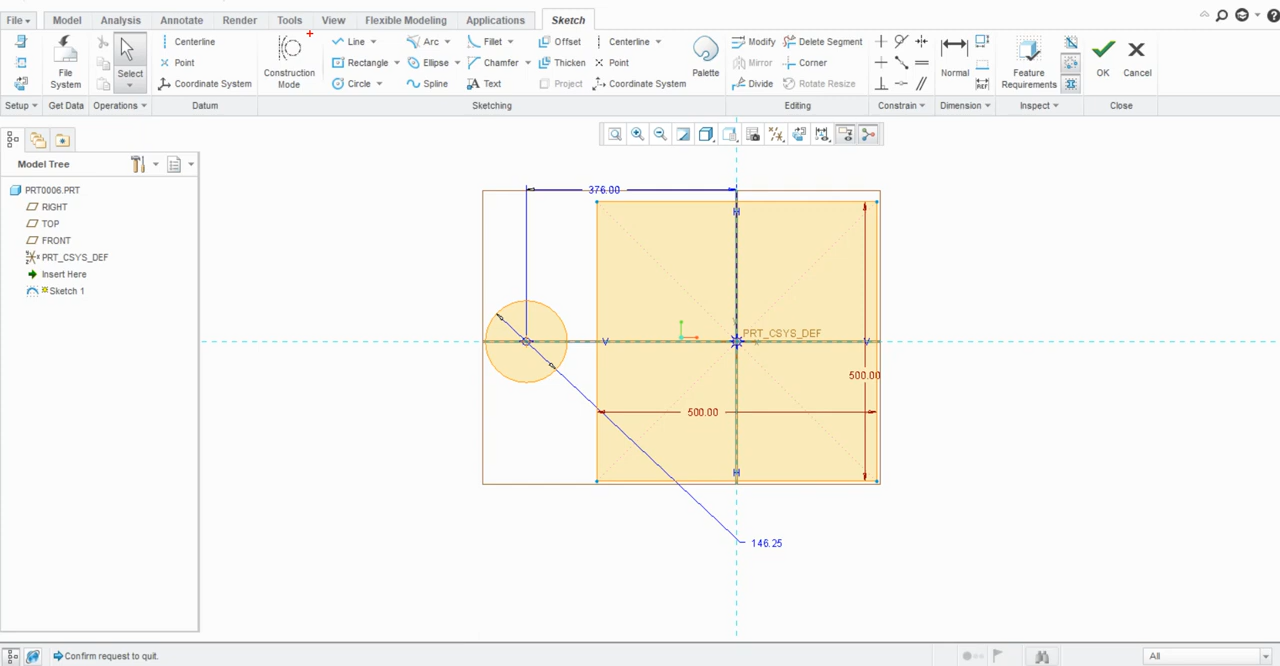 File Model Analysis Annotate Render Tools View Flexible Modeling Applications Sketch
Centerline Line Arc Fillet Offset Centerline Modify Delete Segment
Point Rectangle Ellipse Chamfer Thicken Point Mirror Corner
File System Select Coordinate System Construction Mode Circle Spline Text Project Coordinate System Palette Divide Rotate Resize Normal REF Feature Requirements OK Cancel
Setup Get Data Operations Datum Sketching Editing Constrain Dimension Inspect Close
Model Tree
PRT0006.PRT
RIGHT
TOP
FRONT
PRT_CSYS_DEF
Insert Here
Sketch 1
376.00
H
PRT_CSYS_DEF
V V
500.00
500.00
H
146.25
Confirm request to quit.
All